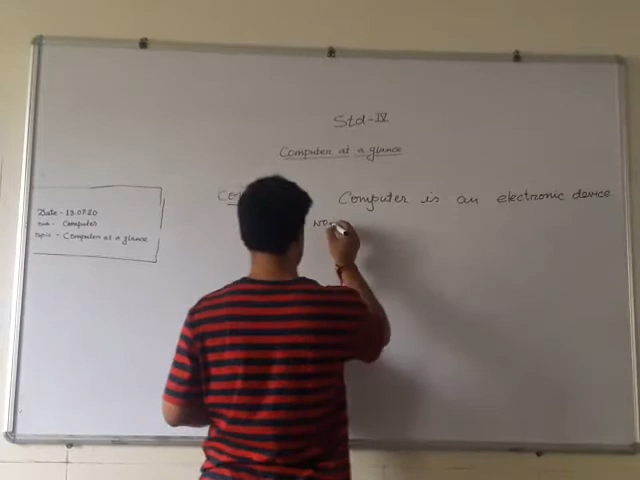 Std-IV
Computer at a glance
Computer is an electronic device
Date - 13.07.20
Sub - Computer
Topic - Computer at a glance